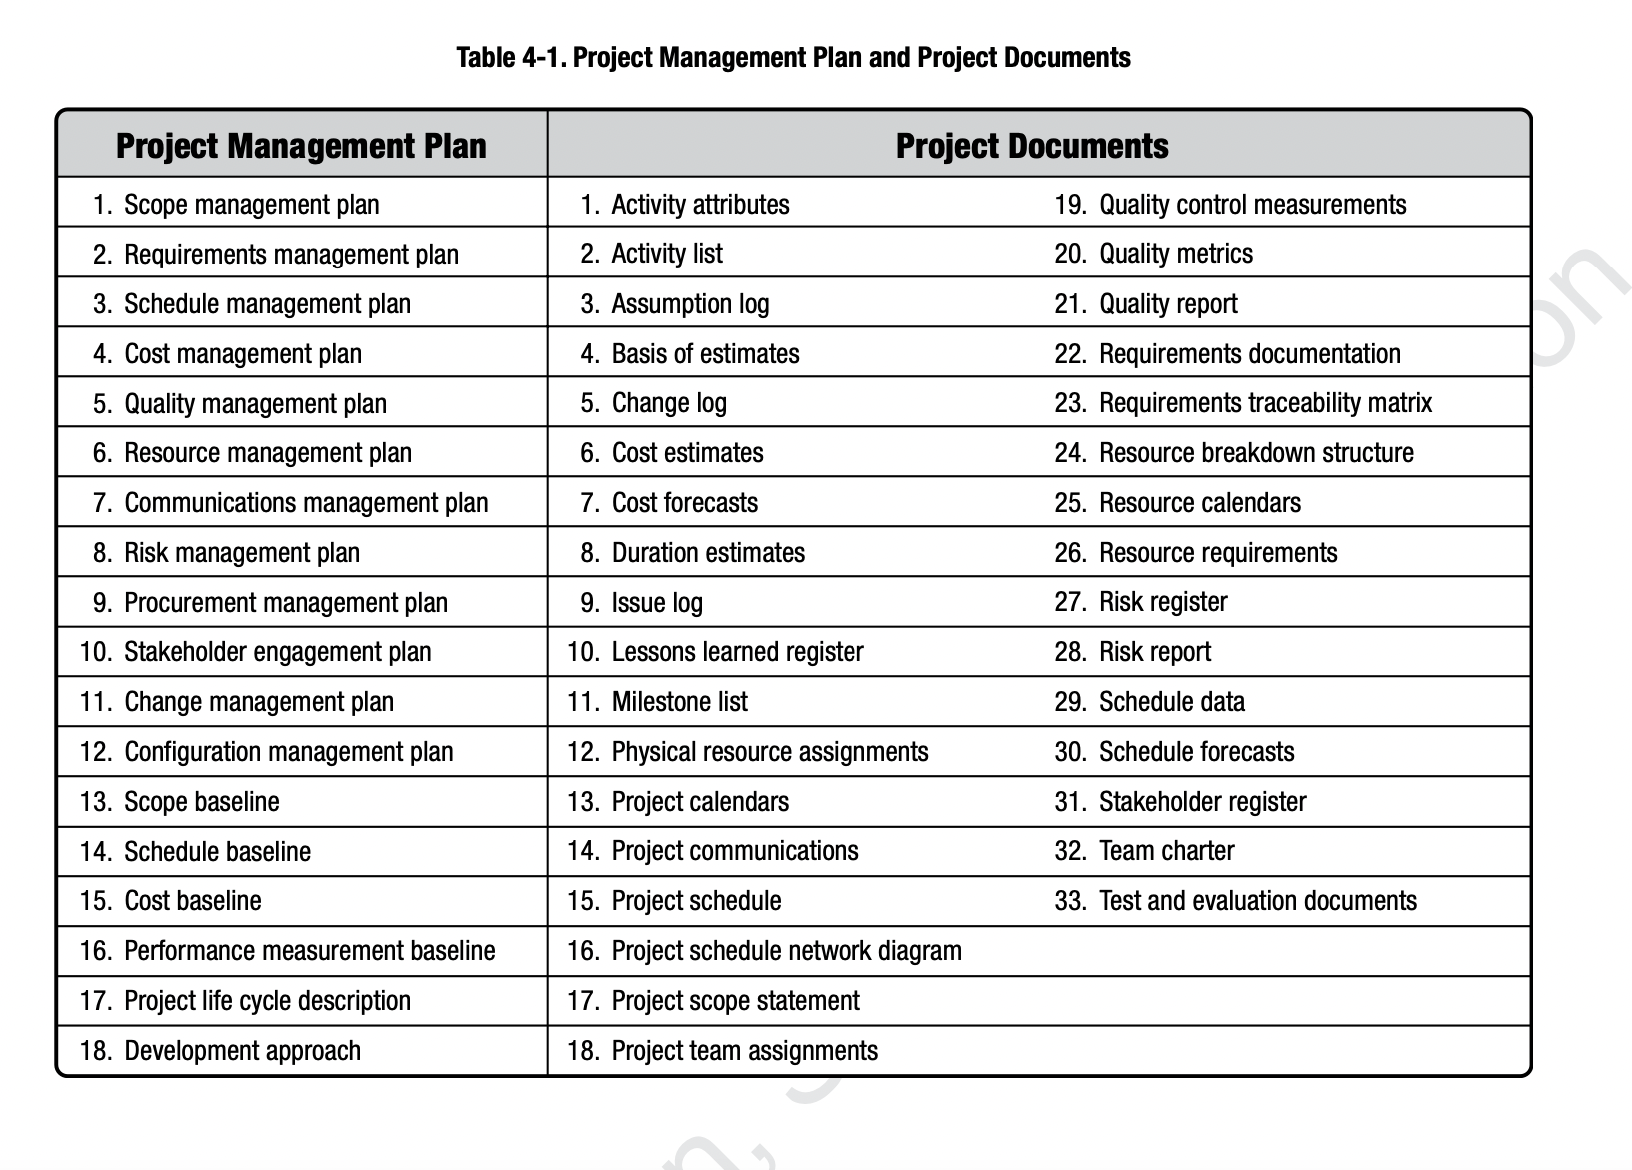 Table 4-1. Project Management Plan and Project Documents
Project Management Plan
Project Documents
1. Scope management plan
2. Requirements management plan
3. Schedule management plan
4. Cost management plan
5. Quality management plan
6. Resource management plan
7. Communications management plan
8. Risk management plan
9. Procurement management plan
10. Stakeholder engagement plan
11. Change management plan
12. Configuration management plan
13. Scope baseline
14. Schedule baseline
15. Cost baseline
16. Performance measurement baseline
17. Project life cycle description
18. Development approach
1. Activity attributes
2. Activity list
3. Assumption log
4. Basis of estimates
5. Change log
6. Cost estimates
7. Cost forecasts
8. Duration estimates
9. Issue log
10. Lessons learned register
11. Milestone list
12. Physical resource assignments
13. Project calendars
14. Project communications
15. Project schedule
16. Project schedule network diagram
17. Project scope statement
18. Project team assignments
19. Quality control measurements
20. Quality metrics
21. Quality report
22. Requirements documentation
23. Requirements traceability matrix
24. Resource breakdown structure
25. Resource calendars
26. Resource requirements
27. Risk register
28. Risk report
29. Schedule data
30. Schedule forecasts
31. Stakeholder register
32. Team charter
33. Test and evaluation documents